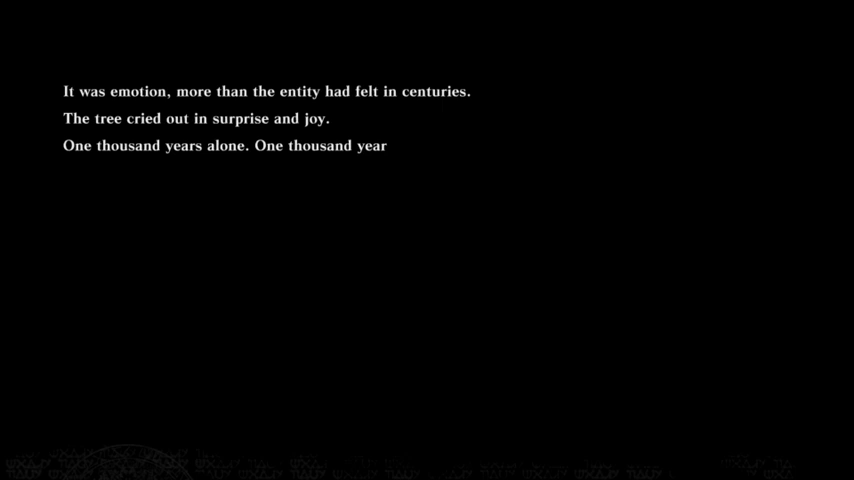 It was emotion, more than the entity had felt in centuries.
The tree cried out in surprise and joy.
One thousand years alone. One thousand year